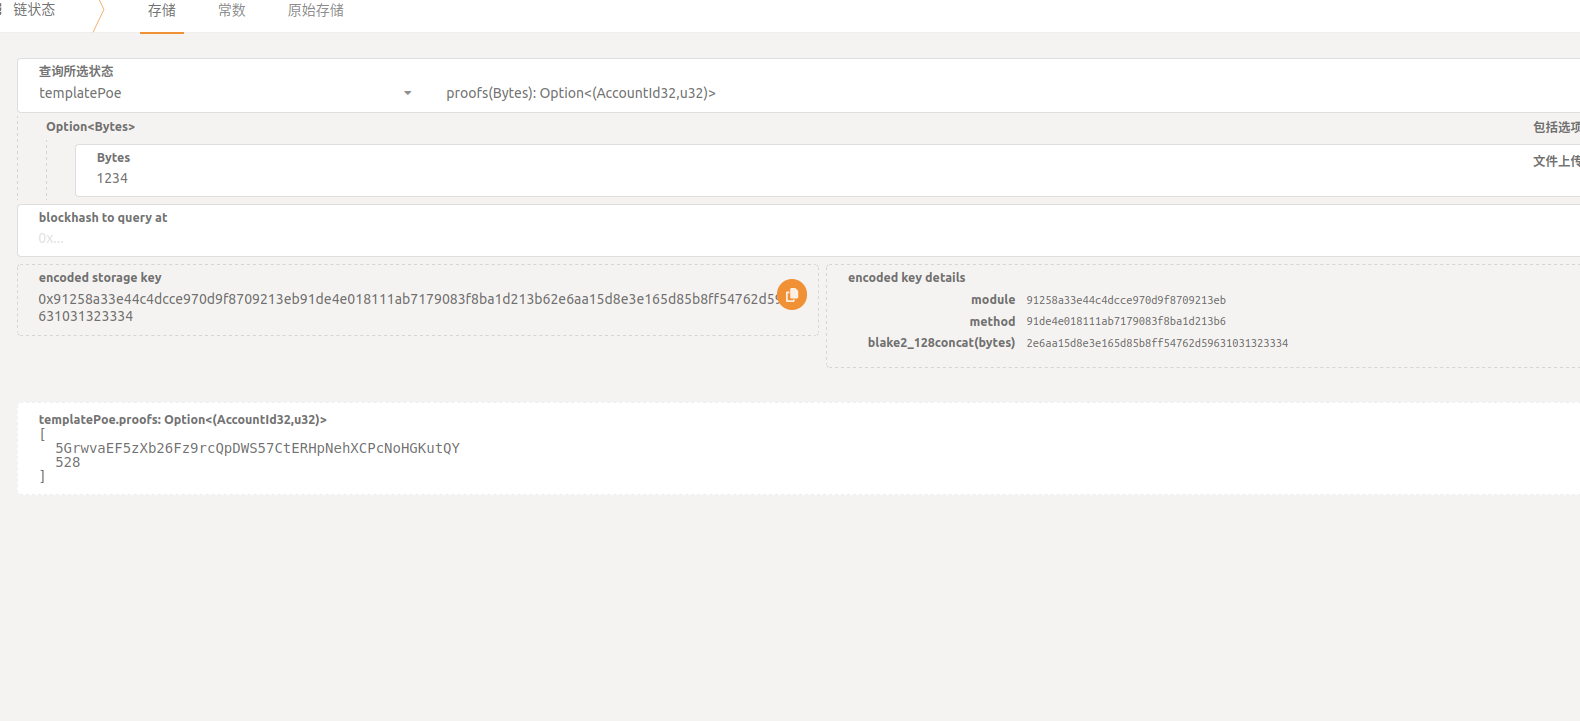 链状态
存储
常数
原始存储
查询所选状态
templatePoe
proofs(Bytes): Option<(AccountId32,u32)>
Option<Bytes>
包括选项
Bytes
文件上传
1234
blockhash to query at
0x...
encoded storage key
0x91258a33e44c4dcce970d9f8709213eb91de4e018111ab7179083f8ba1d213b62e6aa15d8e3e165d85b8ff54762d59
631031323334
encoded key details
module 91258a33e44c4dcce970d9f8709213eb
method 91de4e018111ab7179083f8ba1d213b6
blake2_128concat(bytes) 2e6aa15d8e3e165d85b8ff54762d59631031323334
templatePoe.proofs: Option<(AccountId32,u32)>
[
5GrwvaEF5zXb26Fz9rcQpDWS57CtERHpNehXCPcNoHGKutQY
528
]